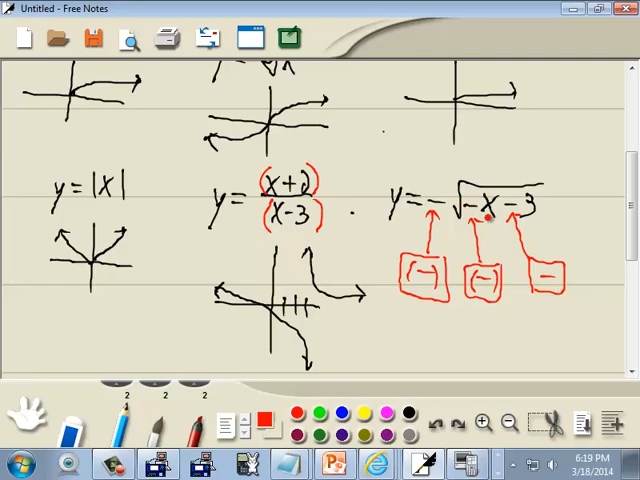 Untitled - Free Notes
y = |x|
y = (x+2)/(x-3)
y = - √-x-3
(-) (-) -
2 2 2
6:19 PM
3/18/2014